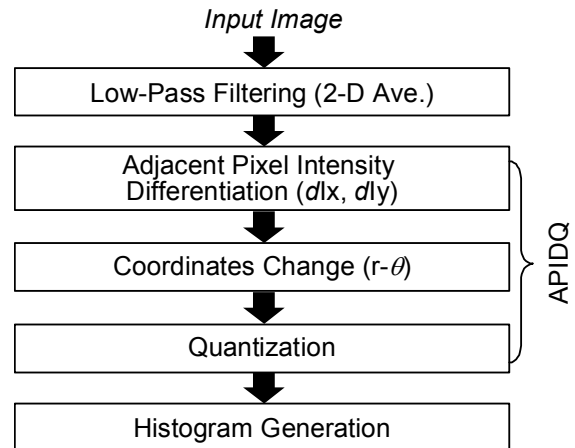 Input Image
Low-Pass Filtering (2-D Ave.)
Adjacent Pixel Intensity
Differentiation (dIx, dIy)
Coordinates Change (r-θ)
Quantization
Histogram Generation
APIDQ